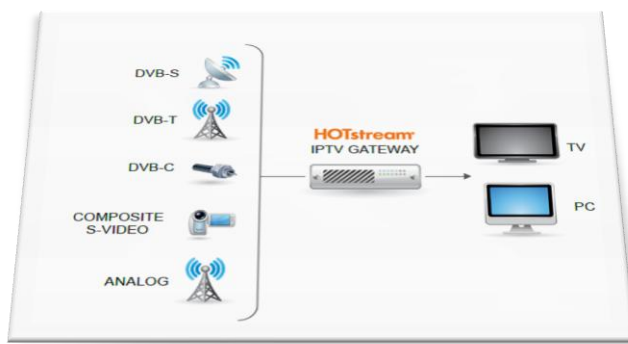 DVB-S
DVB-T
DVB-C
COMPOSITE
S-VIDEO
ANALOG
HOTstream
IPTV GATEWAY
TV
PC